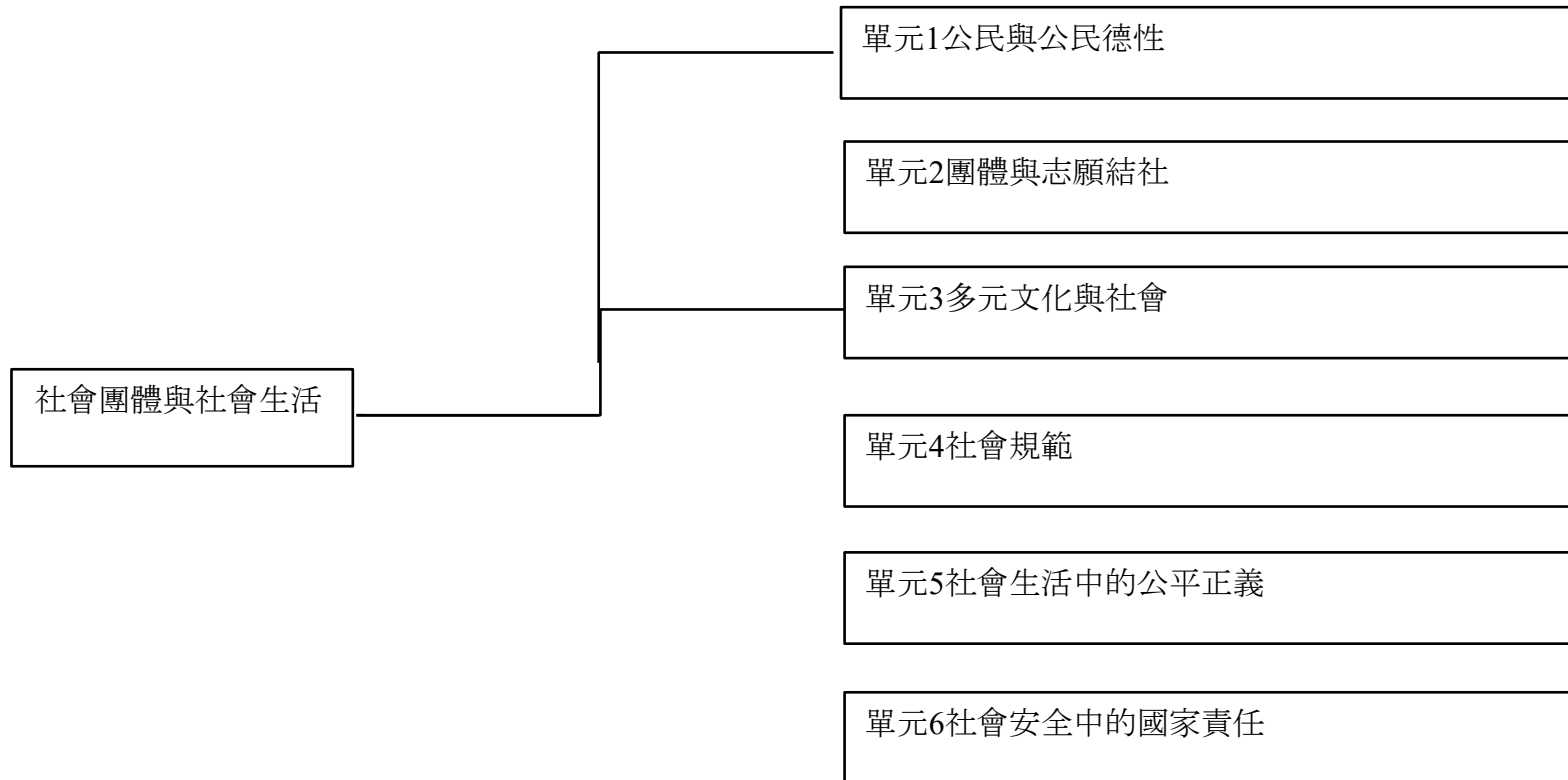 單元1公民與公民德性
單元2團體與志願結社
單元3多元文化與社會
社會團體與社會生活
單元4社會規範
單元5社會生活中的公平正義
單元6社會安全中的國家責任